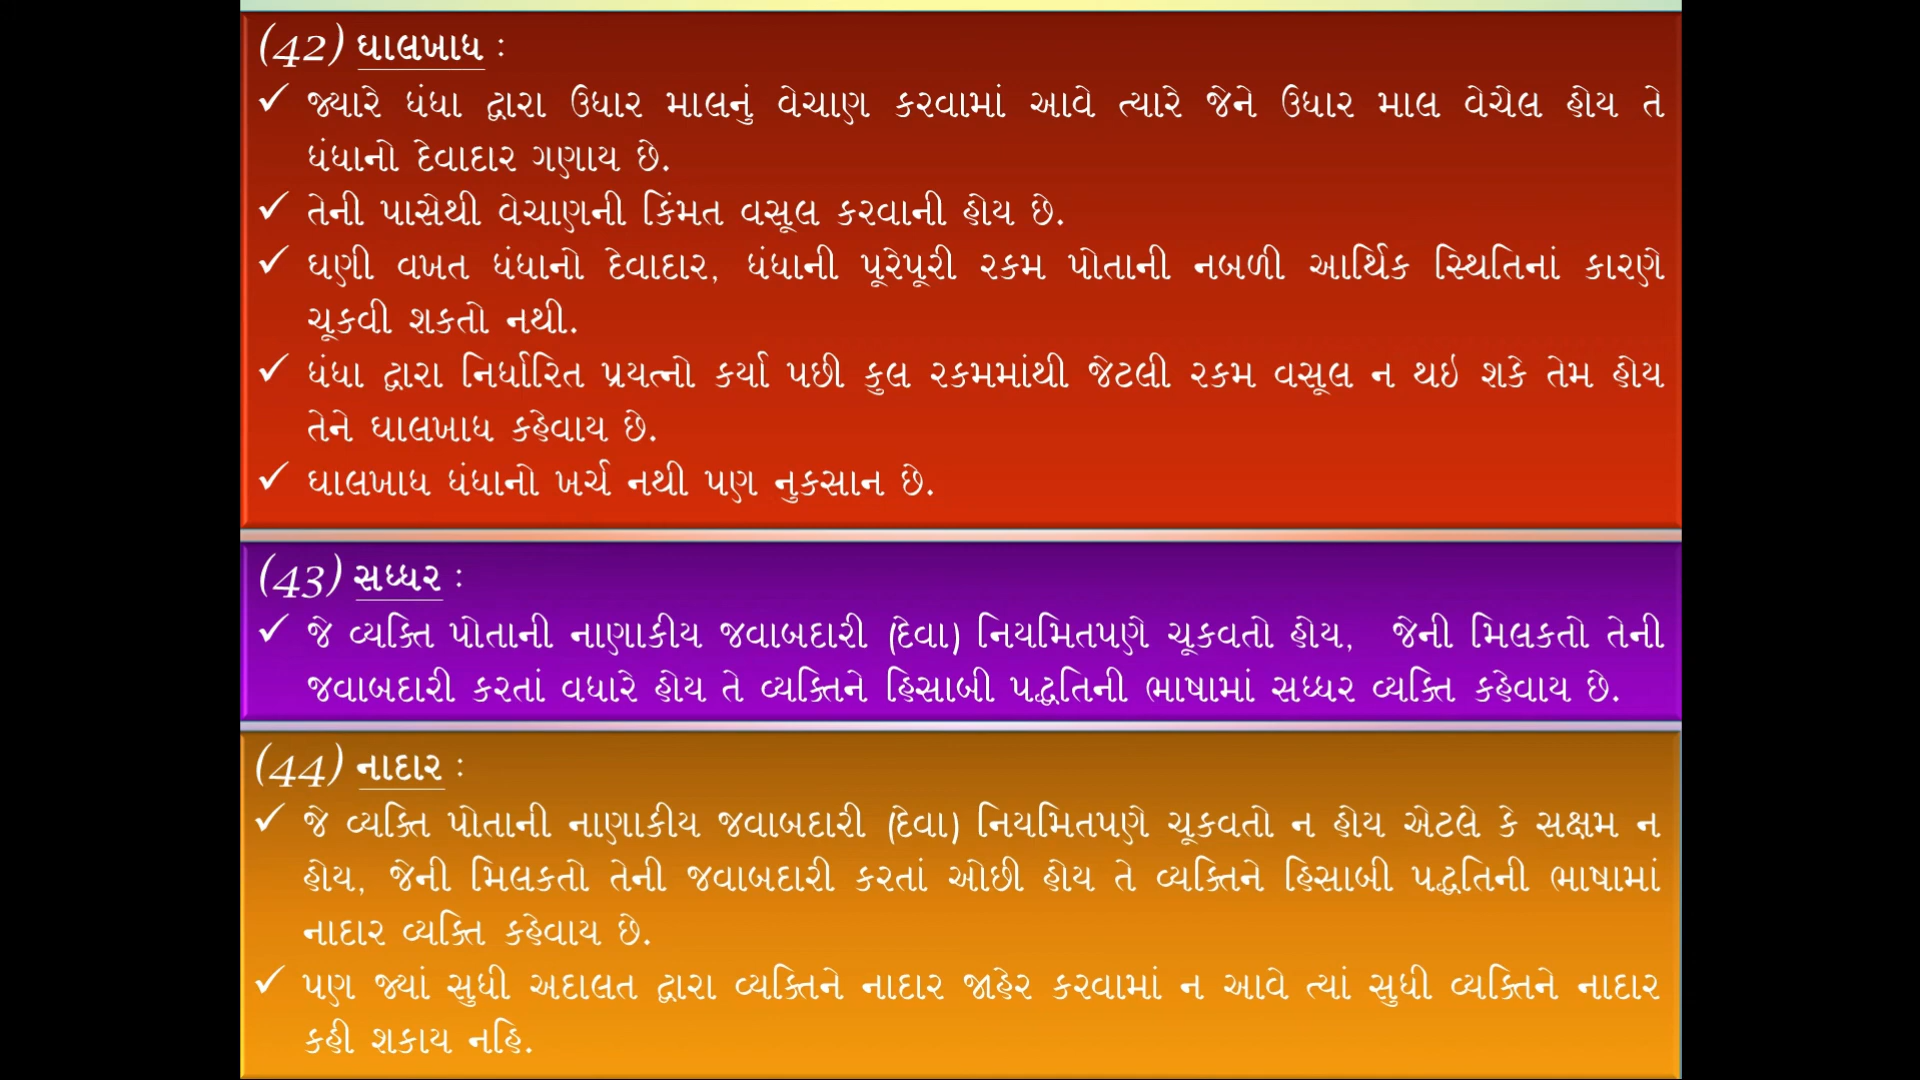 (42) ઘાલખાધ :
✓ જ્યારે ધંધા દ્વારા ઉધાર માલનું વેચાણ કરવામાં આવે ત્યારે જેને ઉધાર માલ વેચેલ હોય તે
ધંધાનો દેવાદાર ગણાય છે.
✓ તેની પાસેથી વેચાણની કિંમત વસૂલ કરવાની હોય છે.
✓ ઘણી વખત ધંધાનો દેવાદાર, ધંધાની પૂરેપૂરી રકમ પોતાની નબળી આર્થિક સ્થિતિનાં કારણે
ચૂકવી શકતો નથી.
✓ ધંધા દ્વારા નિર્ધારિત પ્રયત્નો કર્યા પછી કુલ રકમમાંથી જેટલી રકમ વસૂલ ન થઇ શકે તેમ હોય
તેને ઘાલખાધ કહેવાય છે.
✓ ઘાલખાધ ધંધાનો ખર્ચ નથી પણ નુકસાન છે.
(43) સધ્ધર :
✓ જે વ્યક્તિ પોતાની નાણાકીય જવાબદારી (દેવા) નિયમિતપણે ચૂકવતો હોય, જેની મિલકતો તેની
જવાબદારી કરતાં વધારે હોય તે વ્યક્તિને હિસાબી પદ્ધતિની ભાષામાં સધ્ધર વ્યક્તિ કહેવાય છે.
(44) નાદાર :
✓ જે વ્યક્તિ પોતાની નાણાકીય જવાબદારી (દેવા) નિયમિતપણે ચૂકવતો ન હોય એટલે કે સક્ષમ ન
હોય, જેની મિલકતો તેની જવાબદારી કરતાં ઓછી હોય તે વ્યક્તિને હિસાબી પદ્ધતિની ભાષામાં
નાદાર વ્યક્તિ કહેવાય છે.
✓ પણ જ્યાં સુધી અદાલત દ્વારા વ્યક્તિને નાદાર જાહેર કરવામાં ન આવે ત્યાં સુધી વ્યક્તિને નાદાર
કહી શકાય નહિ.